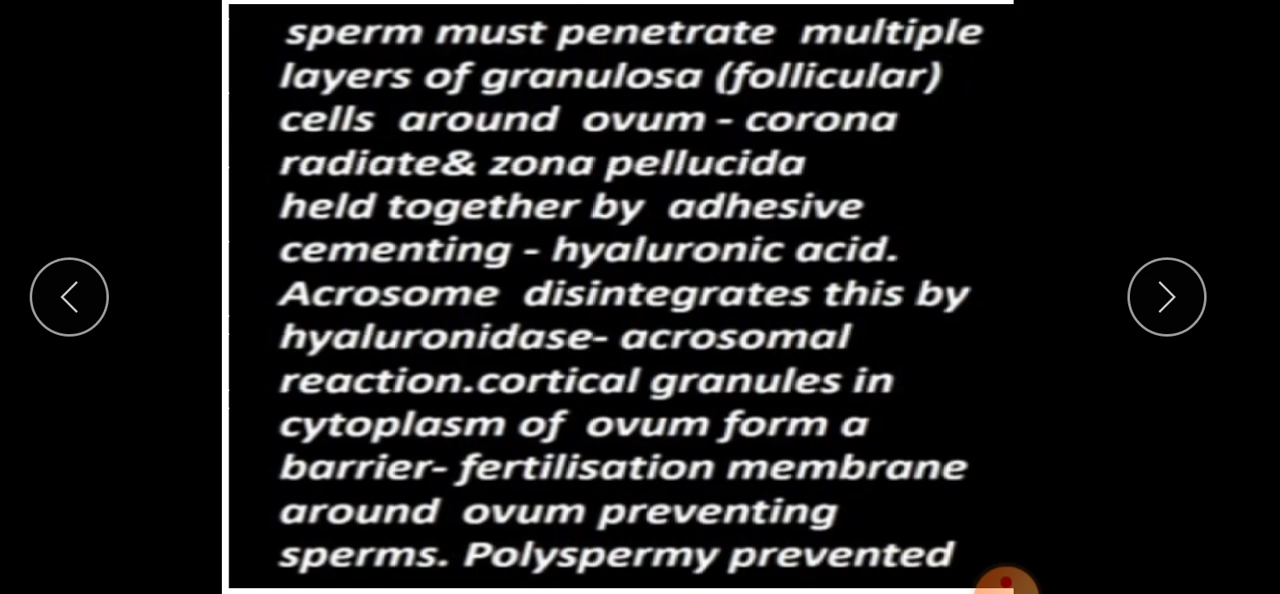 sperm must penetrate multiple
layers of granulosa (follicular)
cells around ovum - corona
radiate& zona pellucida
held together by adhesive
cementing - hyaluronic acid.
Acrosome disintegrates this by
hyaluronidase- acrosomal
reaction.cortical granules in
cytoplasm of ovum form a
barrier- fertilisation membrane
around ovum preventing
sperms. Polyspermy prevented